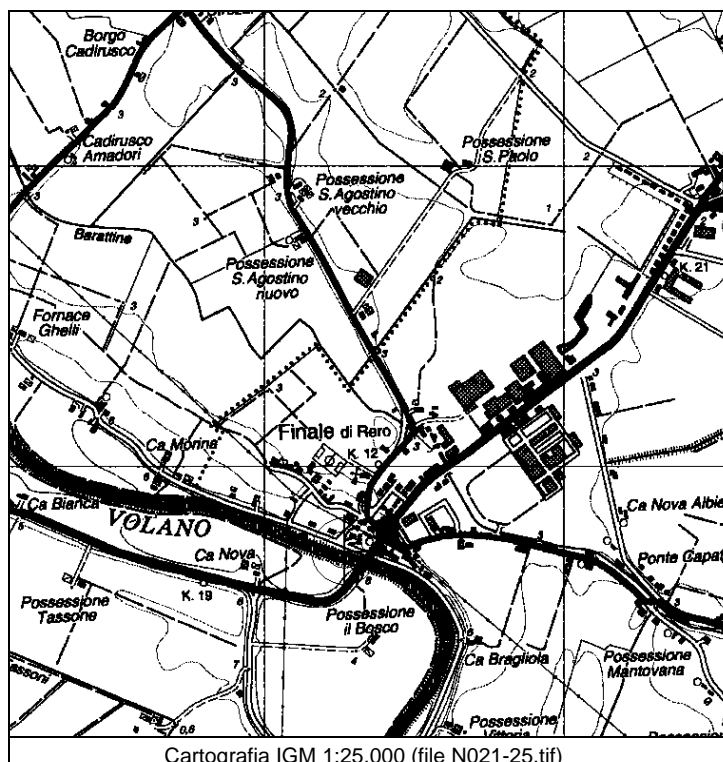 Borgo
Cadirusco
Cadirusco
Amadori
Possessione
S. Paolo
Possessione
S. Agostino
vecchio
Barattine
Possessione
S. Agostino
nuovo
K. 21
Fornace
Ghelli
Finale di Rero
Ca Morina
K. 12
Ca Bianca
VOLANO
Ca Nova Albie
Ca Nova
Ponte Capat
K. 19
Possessione
Tassone
Possessione
il Bosco
Ca Bragliola
Possessione
Mantovana
assoni
Possessione
Vittoria
Cartografia IGM 1:25.000 (file N021-25.tif)